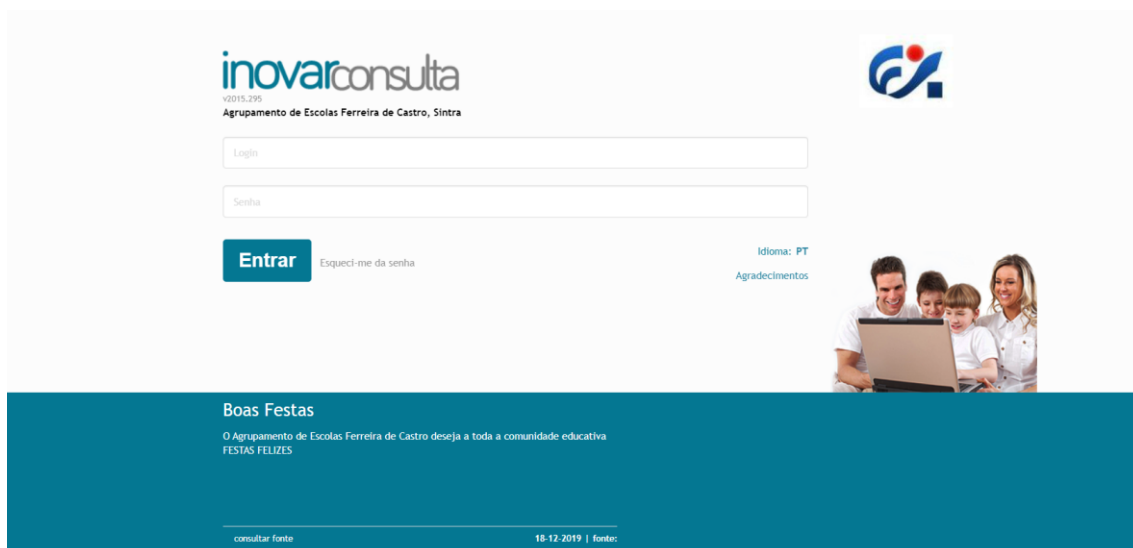 inovarconsulta
v2015.295
Agrupamento de Escolas Ferreira de Castro, Sintra
Login
Senha
Entrar
Esqueci-me da senha
Idioma: PT
Agradecimentos
Boas Festas
O Agrupamento de Escolas Ferreira de Castro deseja a toda a comunidade educativa
FESTAS FELIZES
consultar fonte
18-12-2019 | fonte: